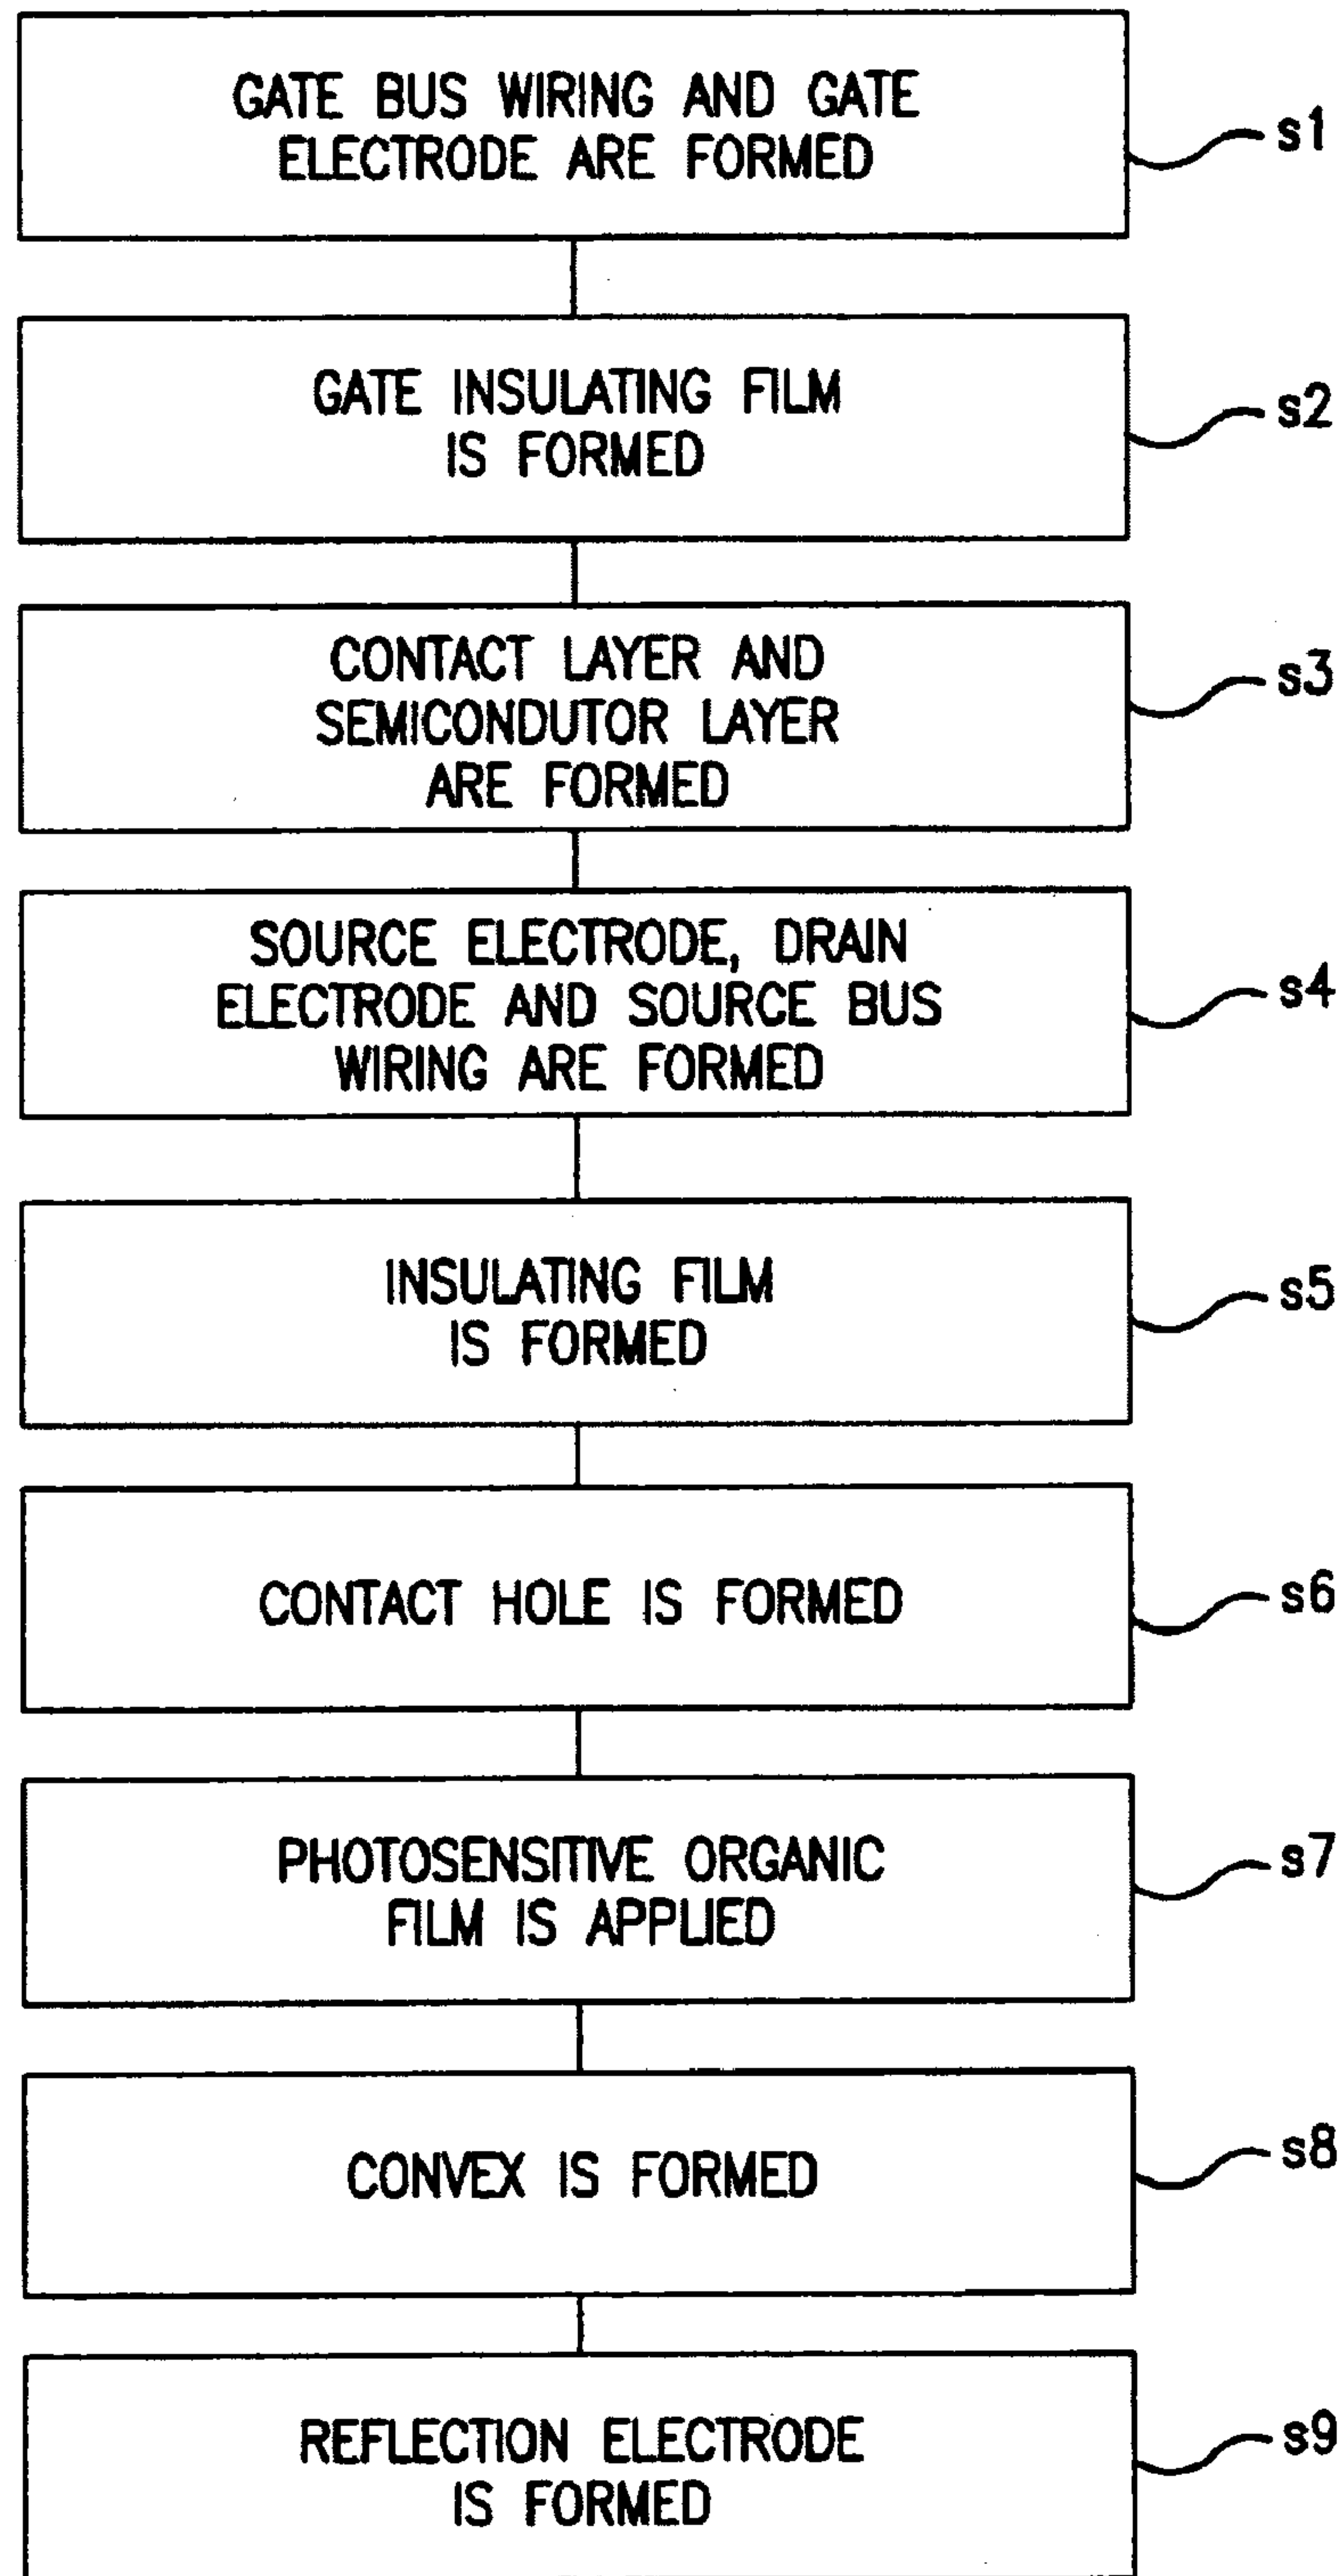 GATE BUS WIRING AND GATE
ELECTRODE ARE FORMED
s1
GATE INSULATING FILM
IS FORMED
s2
CONTACT LAYER AND
SEMICONDUTOR LAYER
ARE FORMED
s3
SOURCE ELECTRODE, DRAIN
ELECTRODE AND SOURCE BUS
WIRING ARE FORMED
s4
INSULATING FILM
IS FORMED
s5
CONTACT HOLE IS FORMED
s6
PHOTOSENSITIVE ORGANIC
FILM IS APPLIED
s7
CONVEX IS FORMED
s8
REFLECTION ELECTRODE
IS FORMED
s9